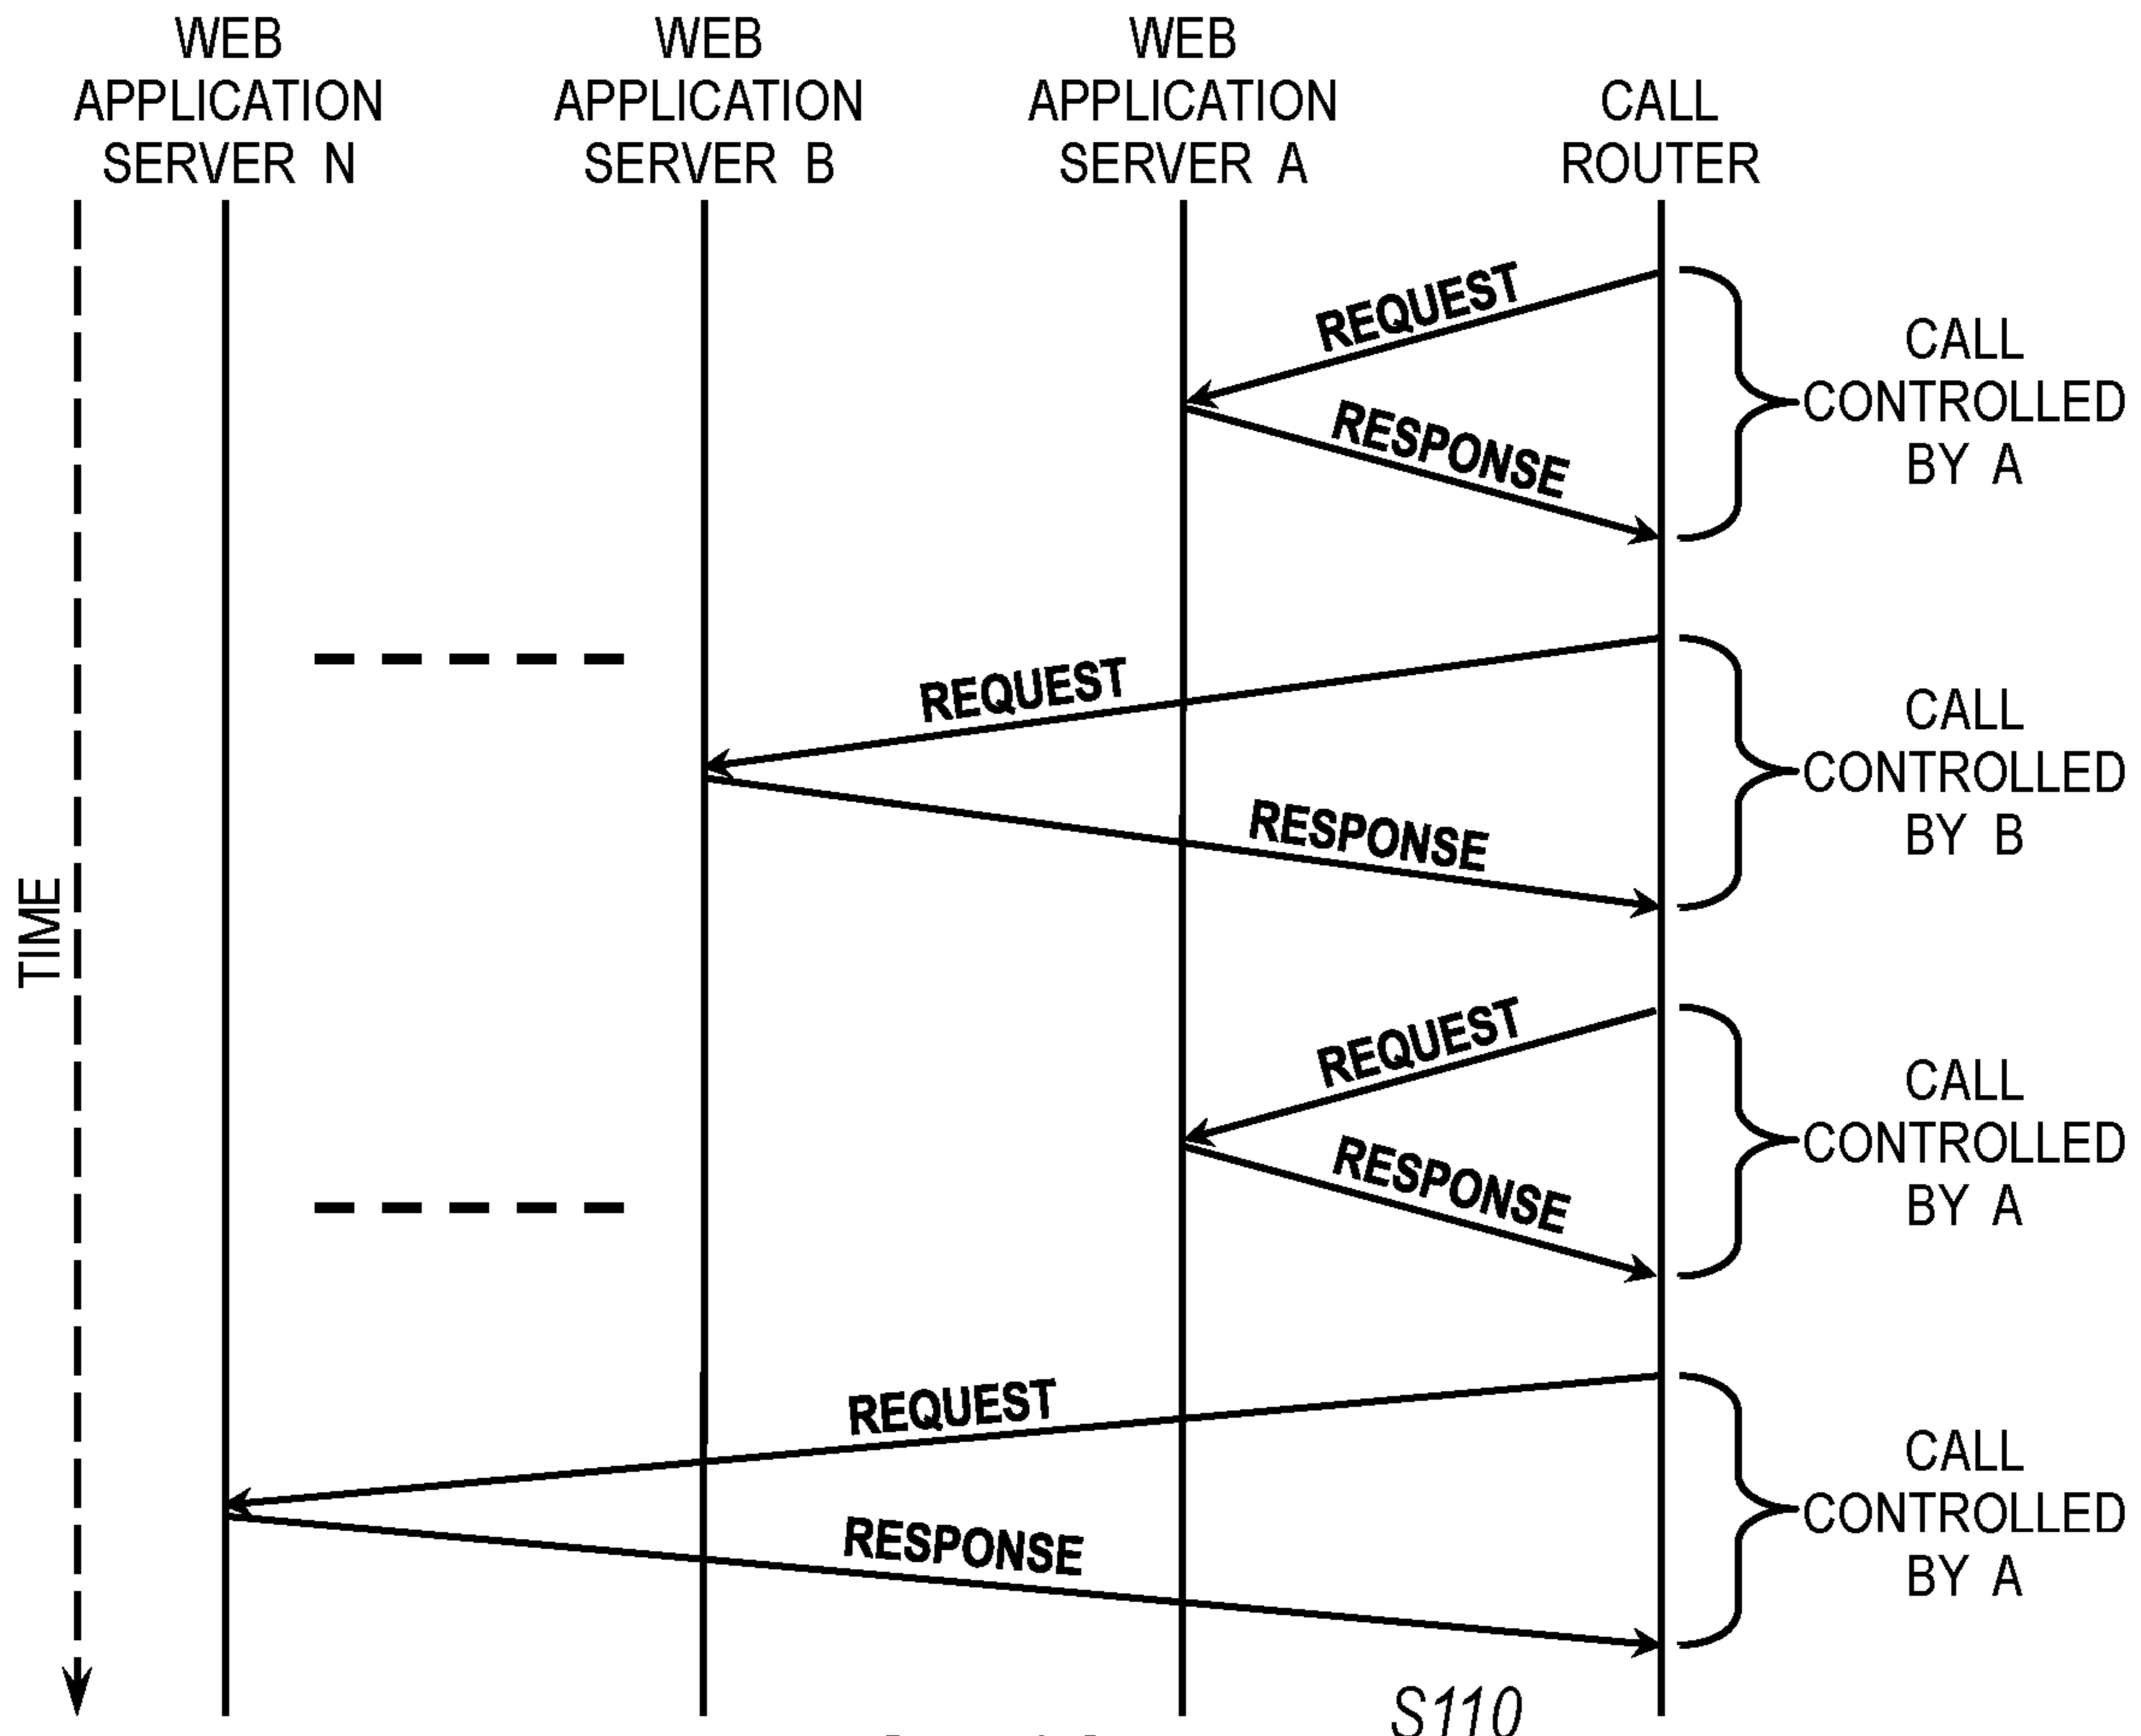 WEB
APPLICATION
SERVER N
WEB
APPLICATION
SERVER B
WEB
APPLICATION
SERVER A
CALL
ROUTER
REQUEST
RESPONSE
CALL
CONTROLLED
BY A
REQUEST
RESPONSE
CALL
CONTROLLED
BY B
TIME
REQUEST
RESPONSE
CALL
CONTROLLED
BY A
REQUEST
RESPONSE
CALL
CONTROLLED
BY A
S110